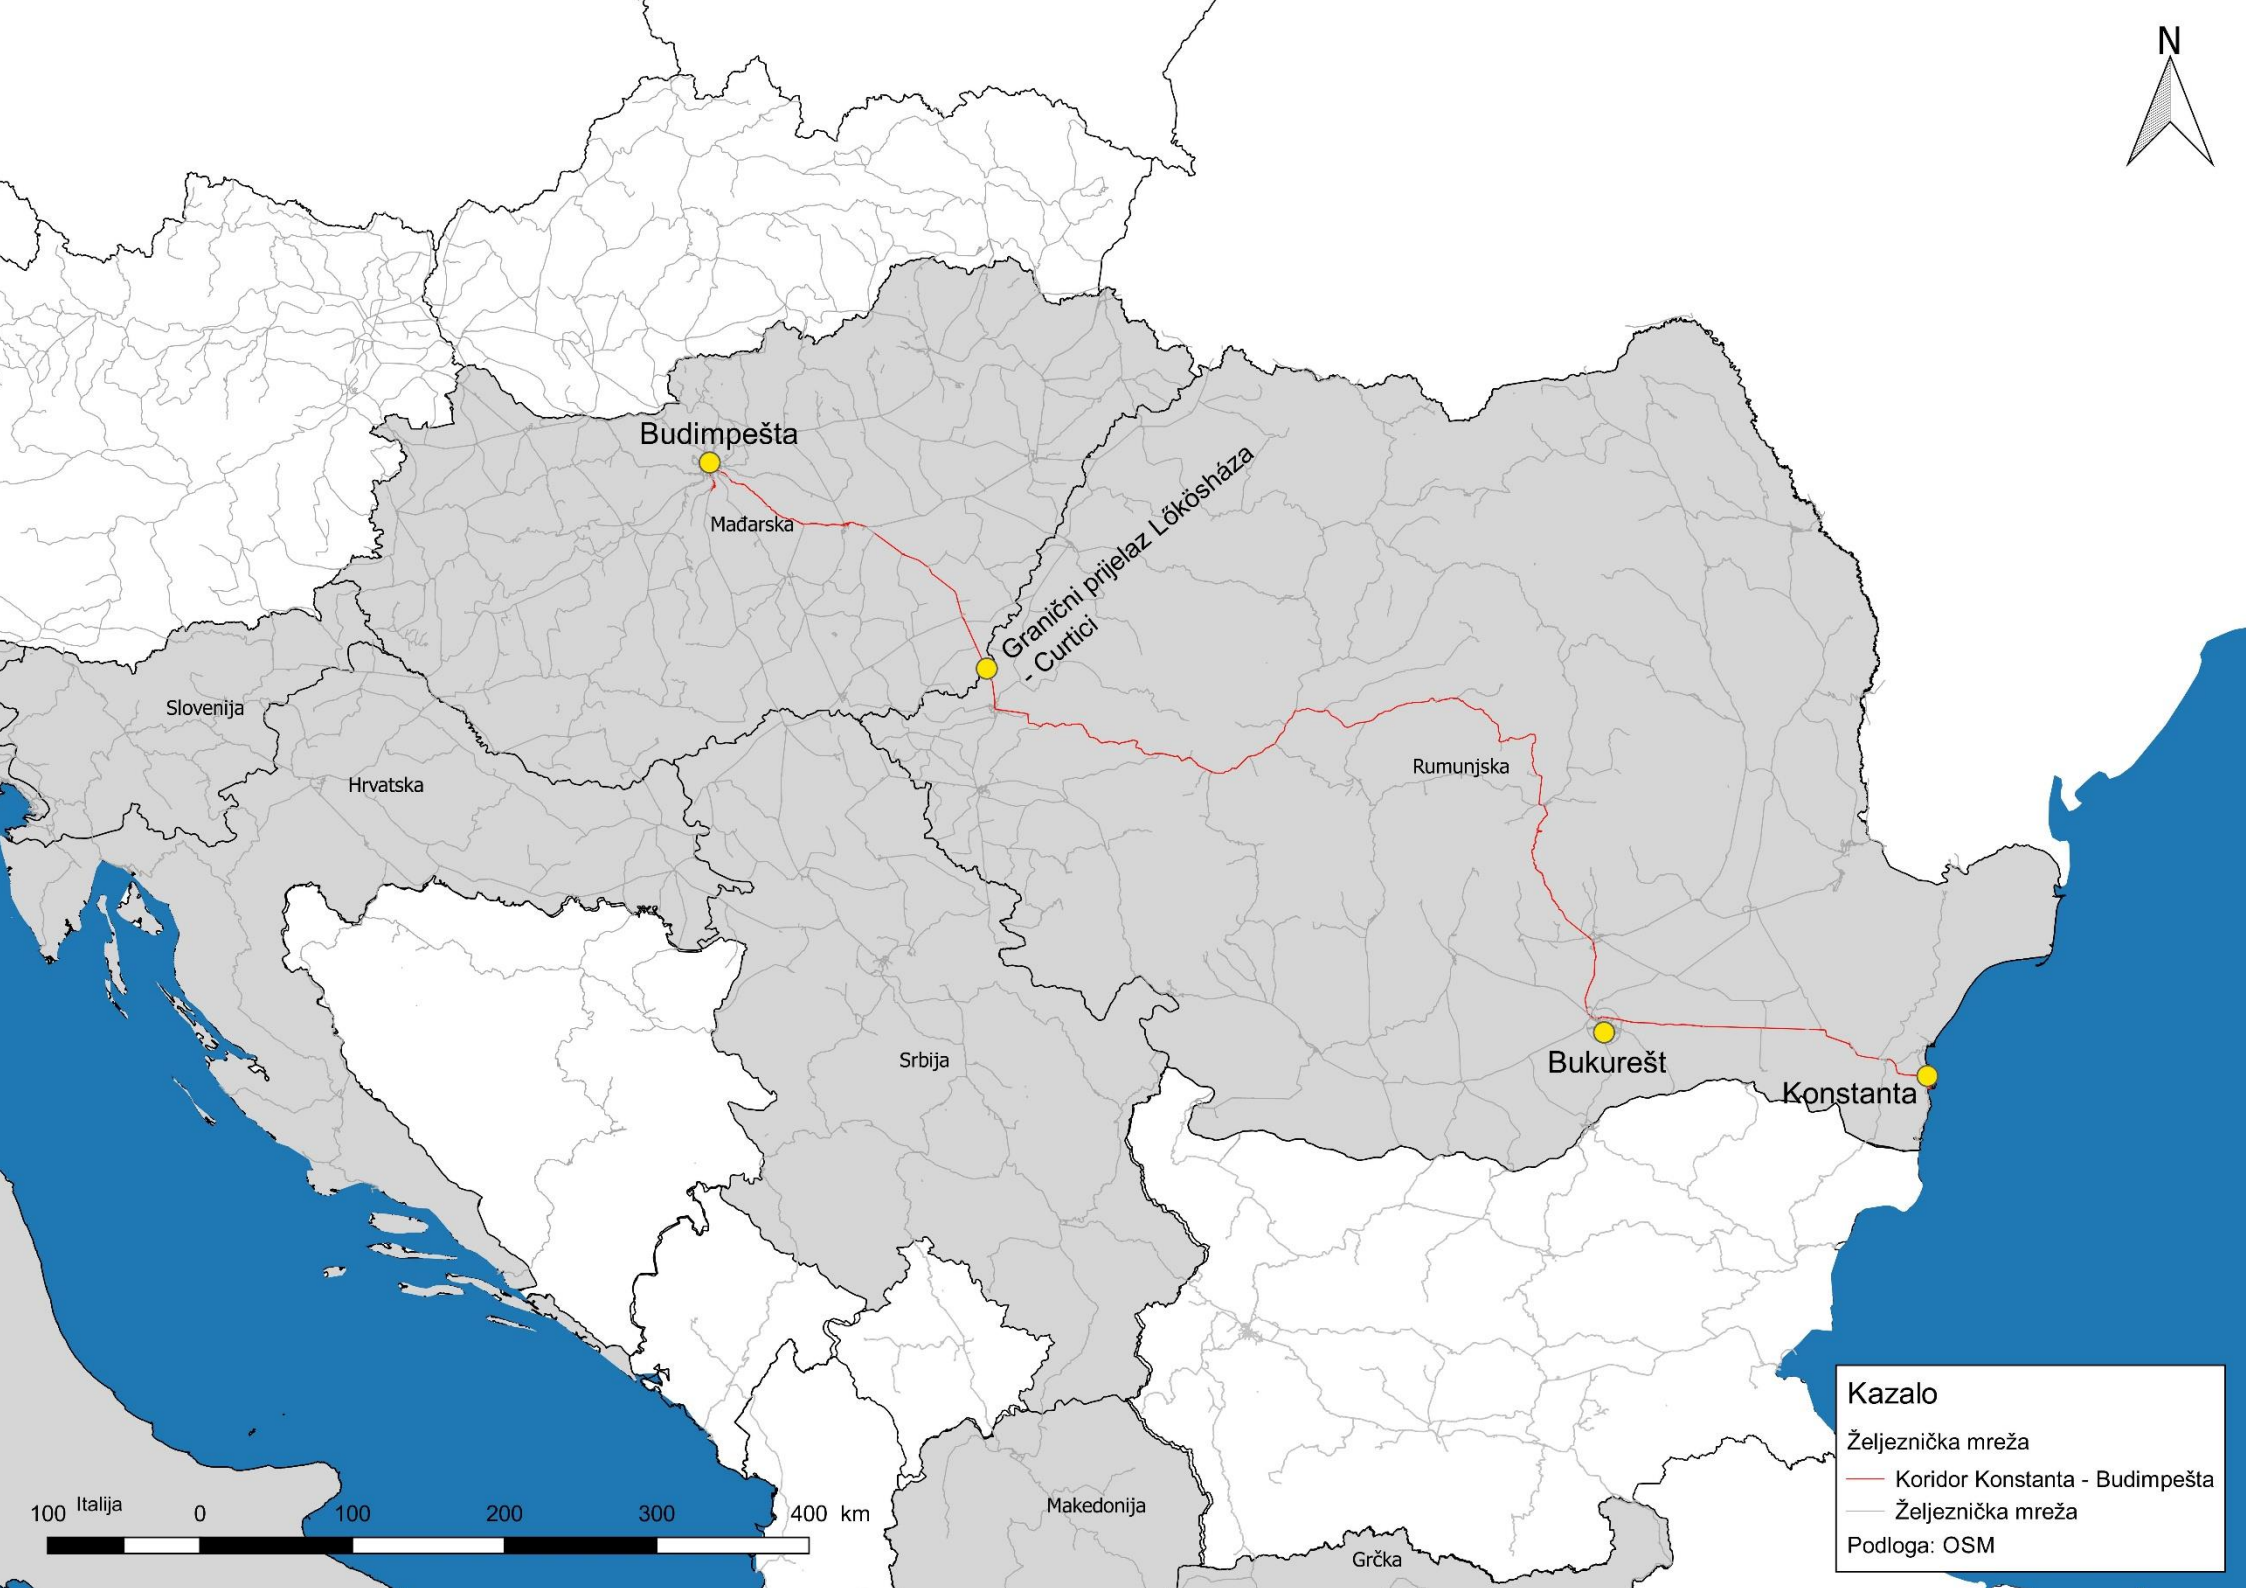 N
Budimpešta
Mađarska
Granični prijelaz Lőkösháza
- Curtici
Slovenija
Hrvatska
Rumunjska
Srbija
Bukurešt
Konstanta
Makedonija
Grčka
Italija
100 0 100 200 300 400 km
Kazalo
Željeznička mreža
Koridor Konstanta - Budimpešta
Željeznička mreža
Podloga: OSM